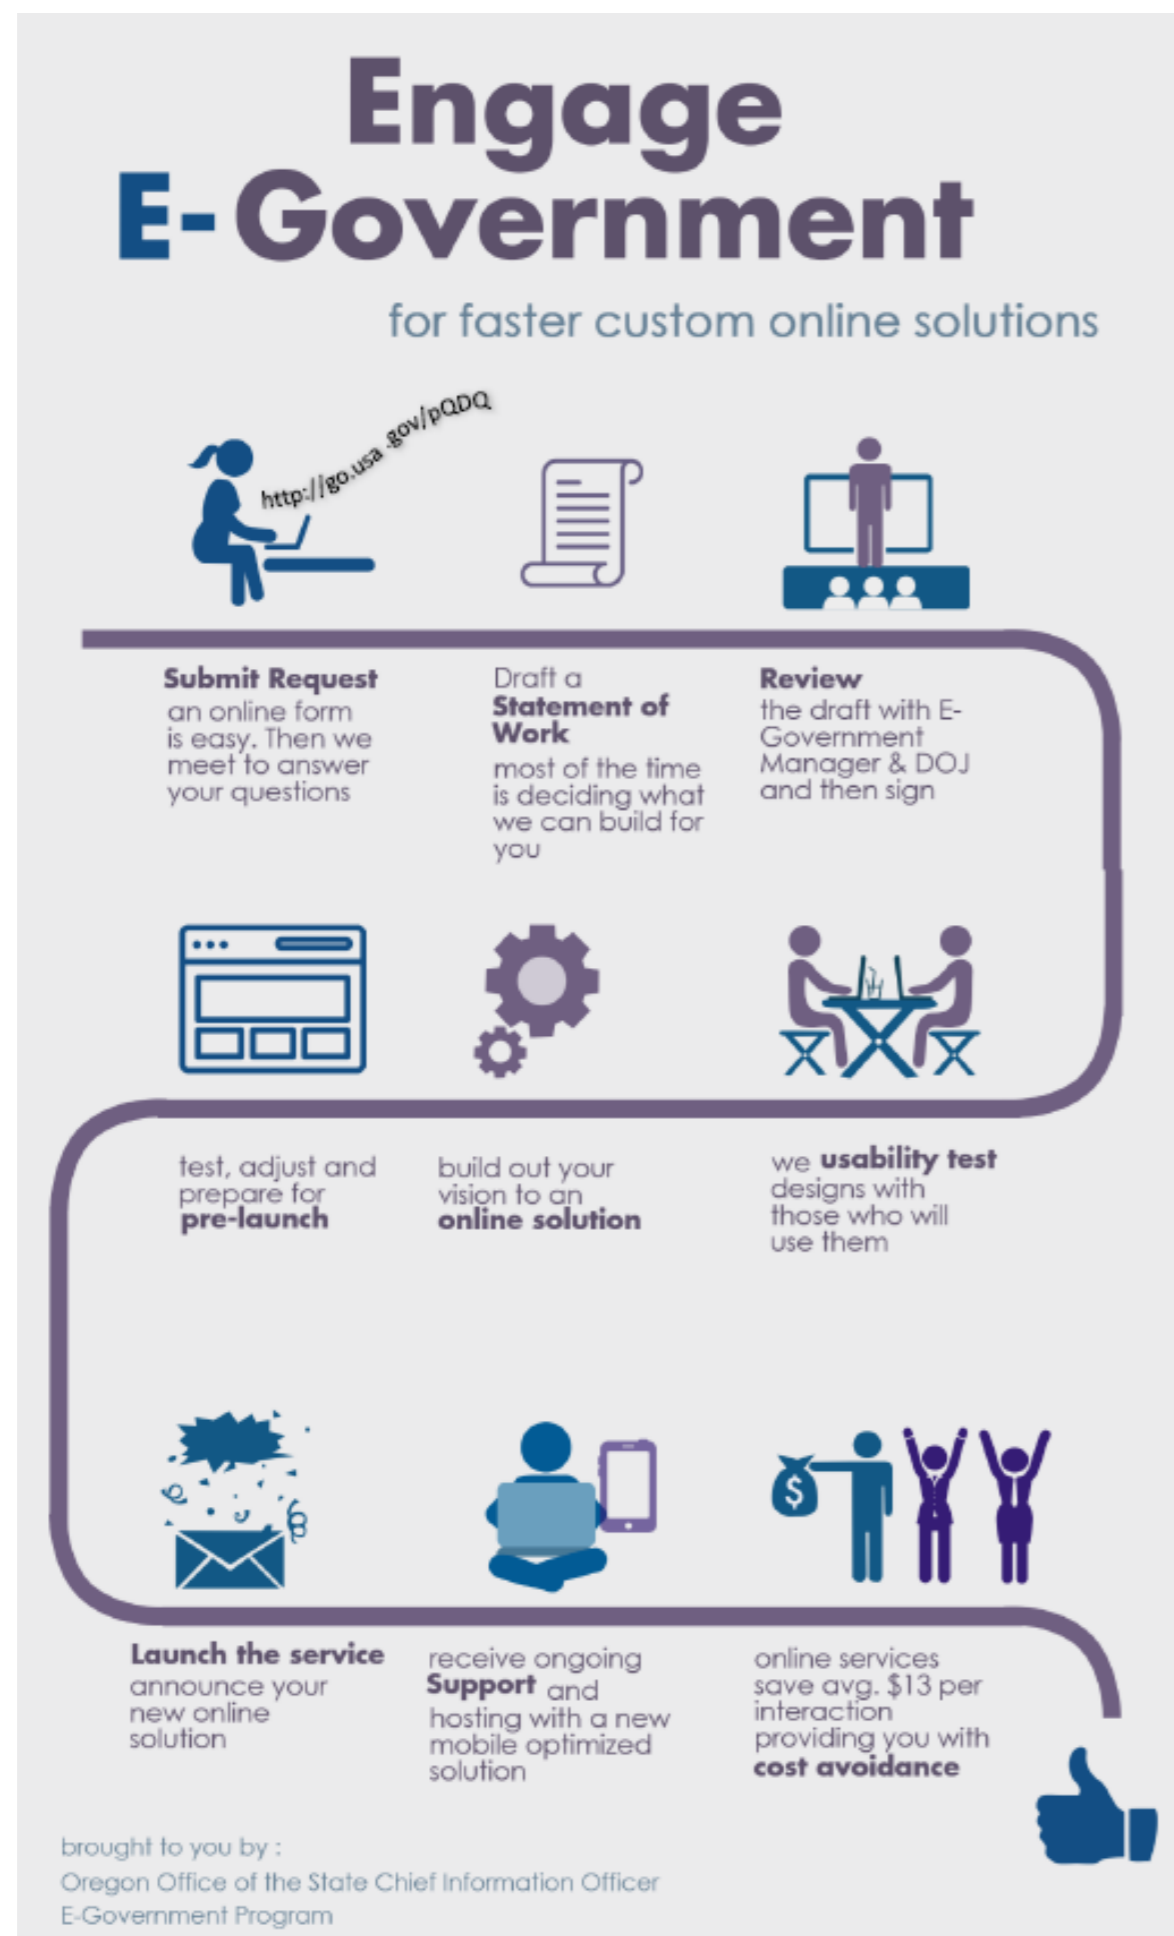 Engage
E-Government
for faster custom online solutions
http://go.usa.gov/pQDQ
Submit Request
an online form
is easy. Then we
meet to answer
your questions
Draft a
Statement of
Work
most of the time
is deciding what
we can build for
you
Review
the draft with E-
Government
Manager & DOJ
and then sign
we usability test
designs with
those who will
use them
build out your
vision to an
online solution
test, adjust and
prepare for
pre-launch
Launch the service
announce your
new online
solution
receive ongoing
Support and
hosting with a new
mobile optimized
solution
$
online services
save avg. $13 per
interaction
providing you with
cost avoidance
brought to you by :
Oregon Office of the State Chief Information Officer
E-Government Program